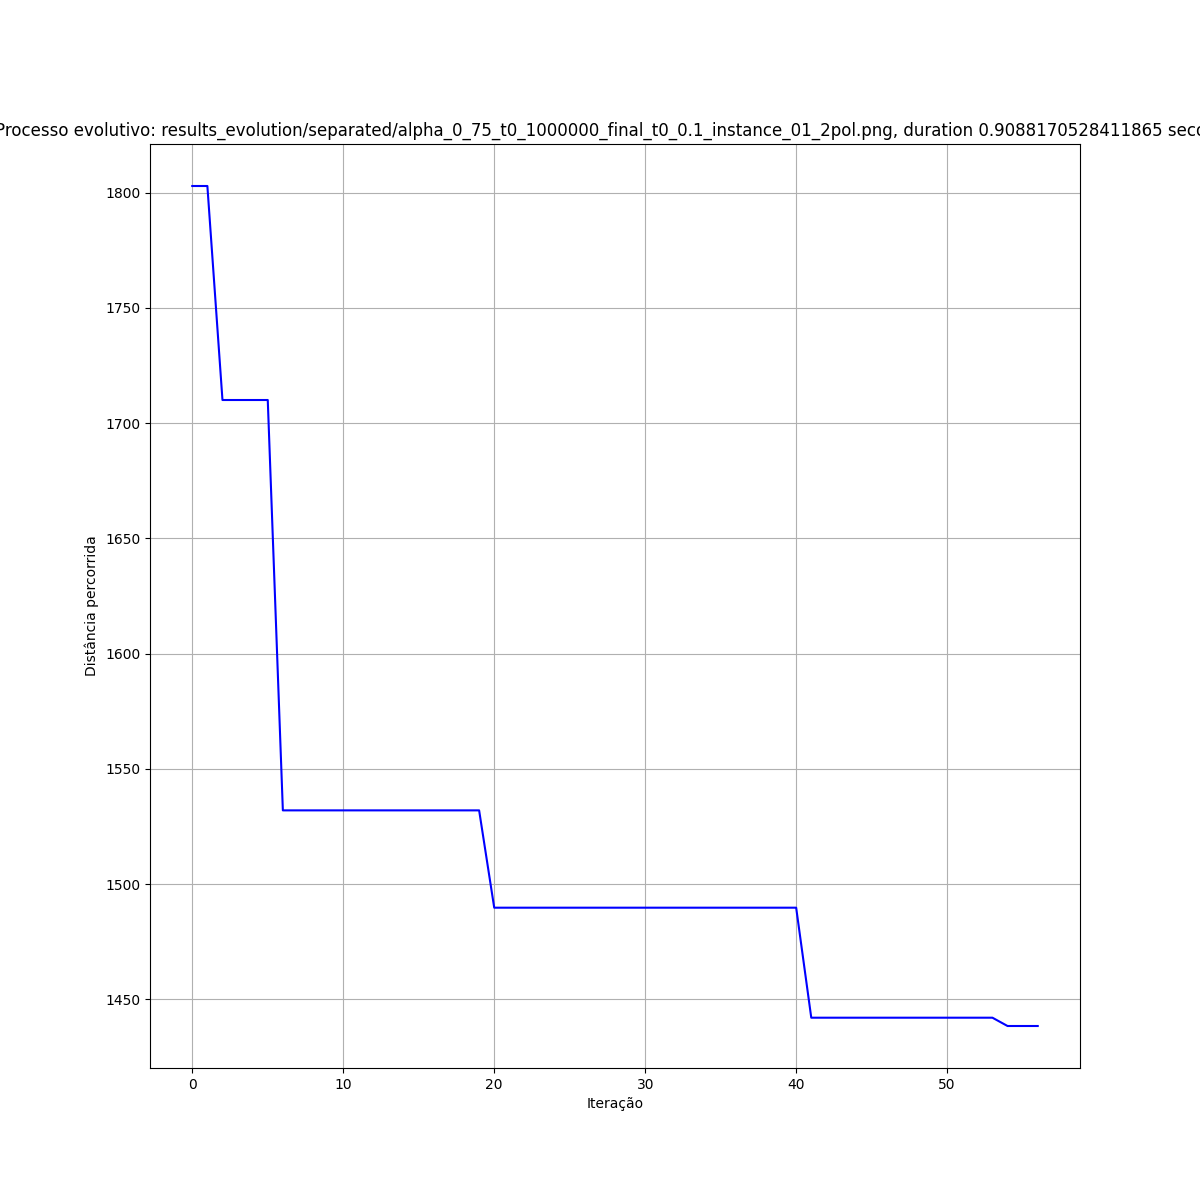 Processo evolutivo: results_evolution/separated/alpha_0_75_t0_1000000_final_t0_0.1_instance_01_2pol.png, duration 0.9088170528411865
1800
1750
1700
1650
1600
1550
1500
1450
Distância percorrida
0 10 20 30 40 50
Iteração